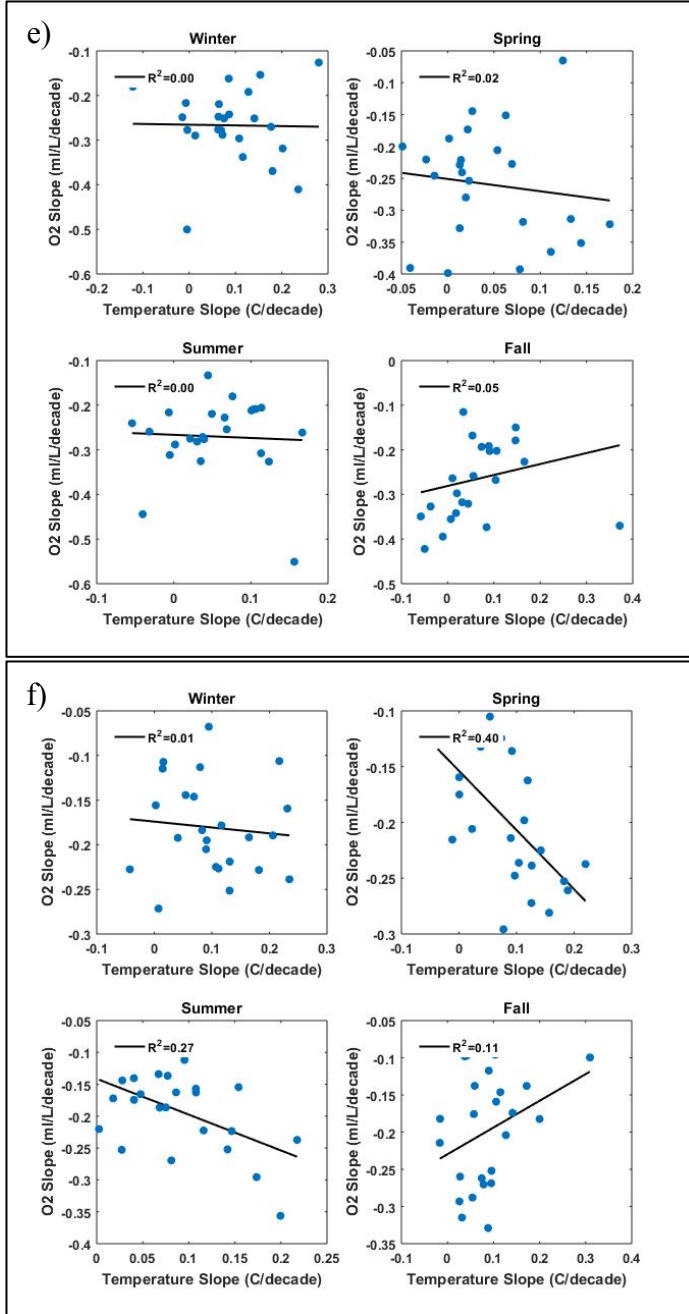 e)
Winter
R²=0.00
-0.1
-0.2
-0.3
-0.4
-0.5
-0.6
-0.2 -0.1 0 0.1 0.2 0.3
O2 Slope (ml/L/decade)
Temperature Slope (C/decade)
Spring
R²=0.02
-0.05
-0.1
-0.15
-0.2
-0.25
-0.3
-0.35
-0.4
-0.05 0 0.05 0.1 0.15 0.2
O2 Slope (ml/L/decade)
Temperature Slope (C/decade)
Summer
R²=0.00
-0.1
-0.2
-0.3
-0.4
-0.5
-0.6
-0.1 0 0.1 0.2
O2 Slope (ml/L/decade)
Temperature Slope (C/decade)
Fall
R²=0.05
0
-0.1
-0.2
-0.3
-0.4
-0.5
-0.1 0 0.1 0.2 0.3 0.4
O2 Slope (ml/L/decade)
Temperature Slope (C/decade)
f)
Winter
R²=0.01
-0.05
-0.1
-0.15
-0.2
-0.25
-0.3
-0.1 0 0.1 0.2 0.3
O2 Slope (ml/L/decade)
Temperature Slope (C/decade)
Spring
R²=0.40
-0.1
-0.15
-0.2
-0.25
-0.3
-0.1 0 0.1 0.2 0.3
O2 Slope (ml/L/decade)
Temperature Slope (C/decade)
Summer
R²=0.27
-0.05
-0.1
-0.15
-0.2
-0.25
-0.3
-0.35
-0.4
0 0.05 0.1 0.15 0.2 0.25
O2 Slope (ml/L/decade)
Temperature Slope (C/decade)
Fall
R²=0.11
-0.05
-0.1
-0.15
-0.2
-0.25
-0.3
-0.35
-0.1 0 0.1 0.2 0.3 0.4
O2 Slope (ml/L/decade)
Temperature Slope (C/decade)